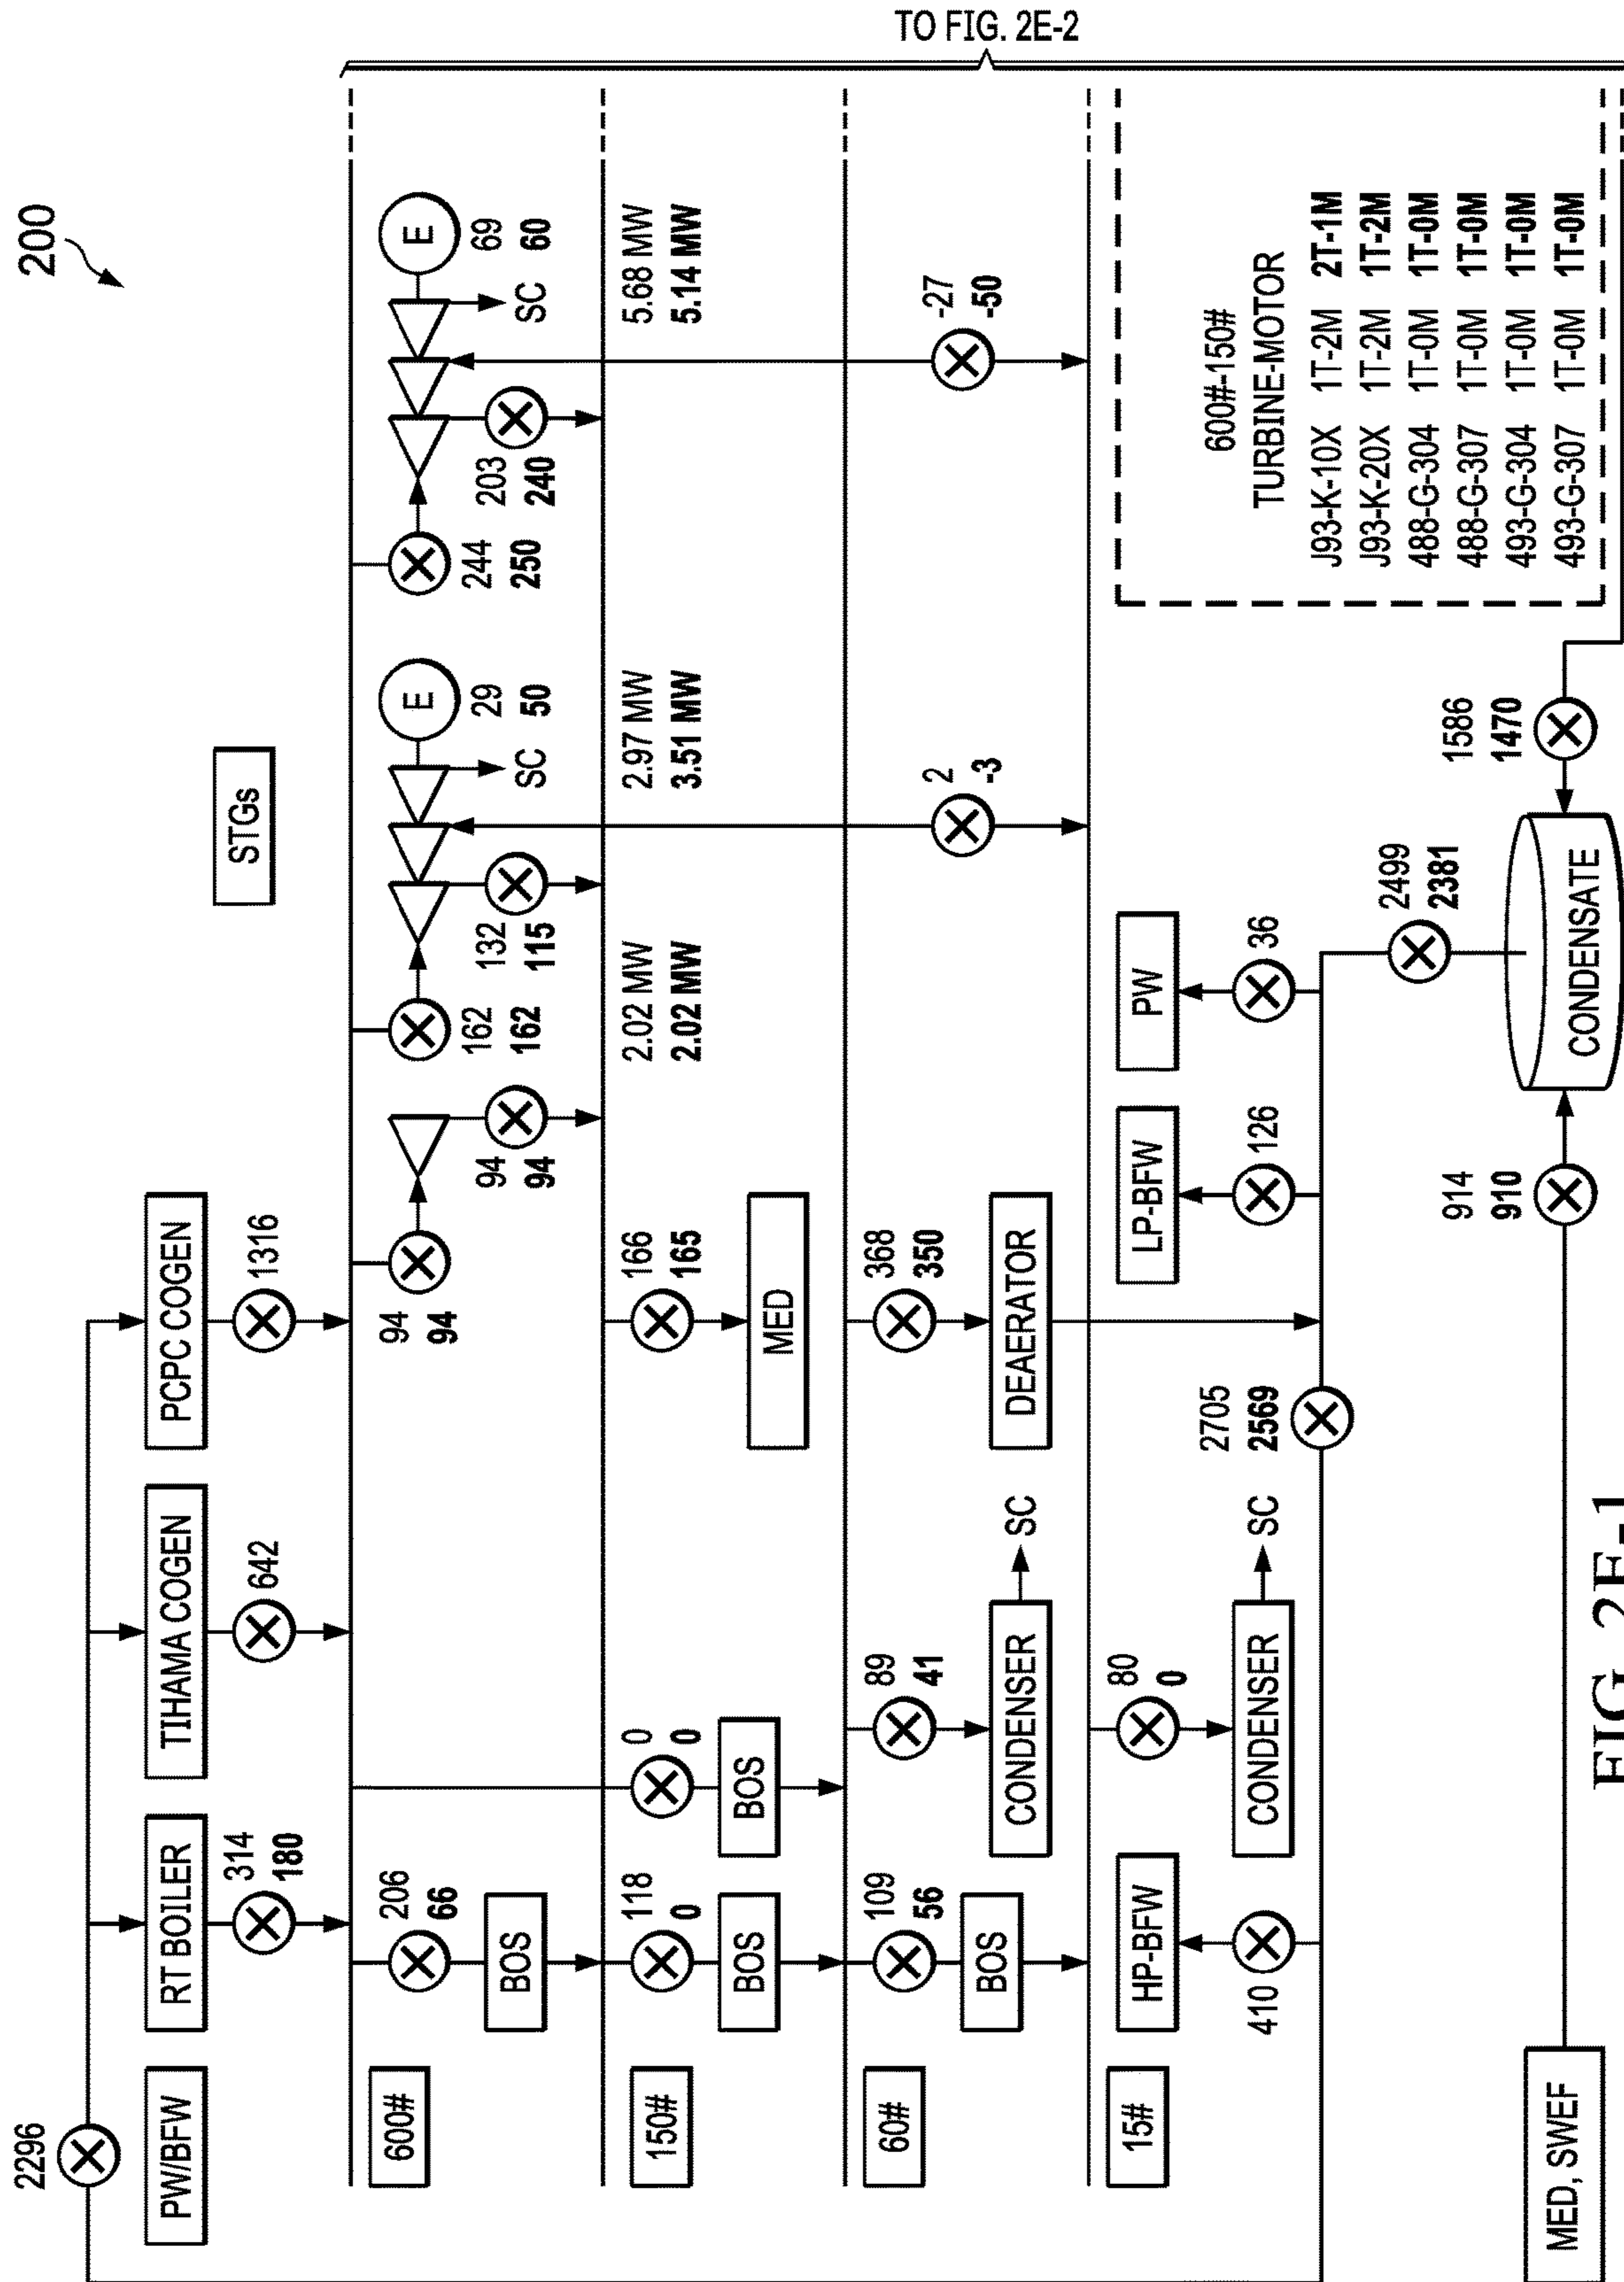 200
TO FIG. 2E-2
2296
PW/BFW
RT BOILER
TIHAMA COGEN
PCPC COGEN
STGs
314
180
642
1316
600#
206
66
BOS
94
94
94
94
162
162
132
115
E
29
50
SC
244
250
203
240
E
69
60
SC
150#
118
0
BOS
0
0
BOS
166
165
MED
2.02 MW
2.02 MW
2.97 MW
3.51 MW
5.68 MW
5.14 MW
60#
109
56
BOS
89
41
CONDENSER
SC
368
350
DEAERATOR
2
-3
-27
-50
15#
HP-BFW
410
80
0
CONDENSER
SC
2705
2569
LP-BFW
126
PW
36
600#-150#
TURBINE-MOTOR
J93-K-10X 1T-2M 2T-1M
J93-K-20X 1T-2M 1T-2M
488-G-304 1T-0M 1T-0M
488-G-307 1T-0M 1T-0M
493-G-304 1T-0M 1T-0M
493-G-307 1T-0M 1T-0M
2499
2381
1586
1470
914
910
MED, SWEF
CONDENSATE
FIG. 2E-1